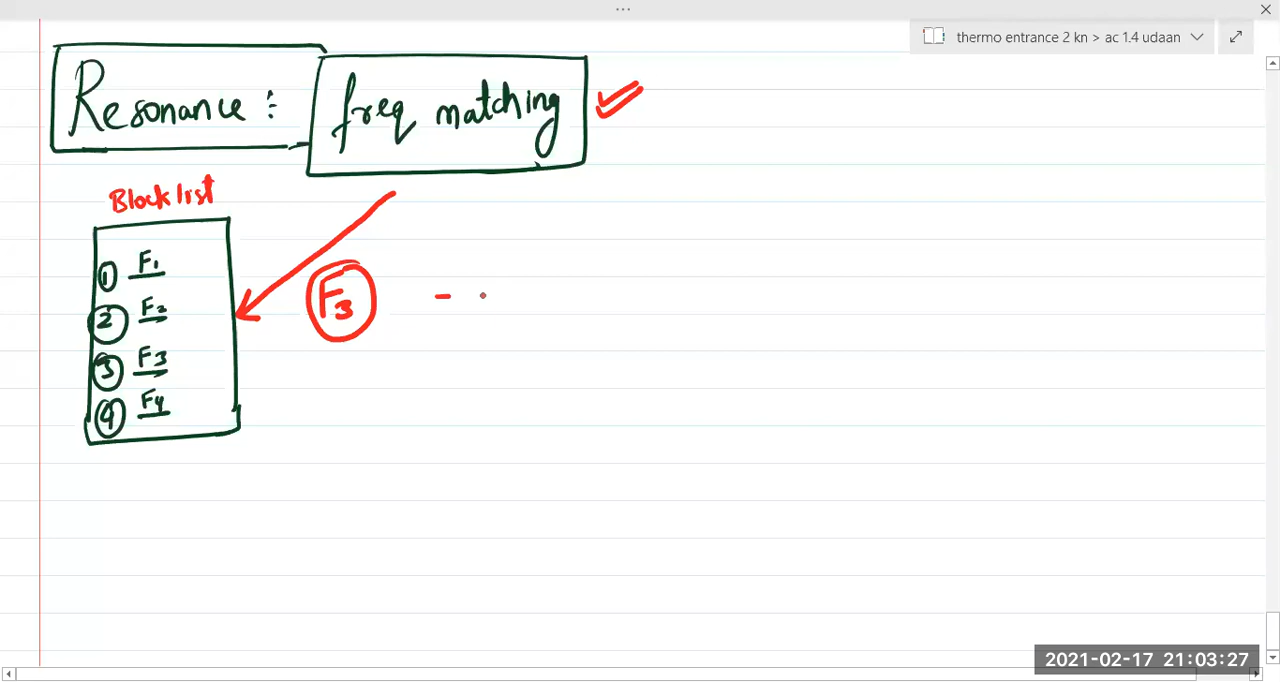 thermo entrance 2 kn > ac 1.4 udaan
Resonance : freq matching
Block list
① F1
② F2
③ F3
④ F4
F3 -
2021-02-17 21:03:27